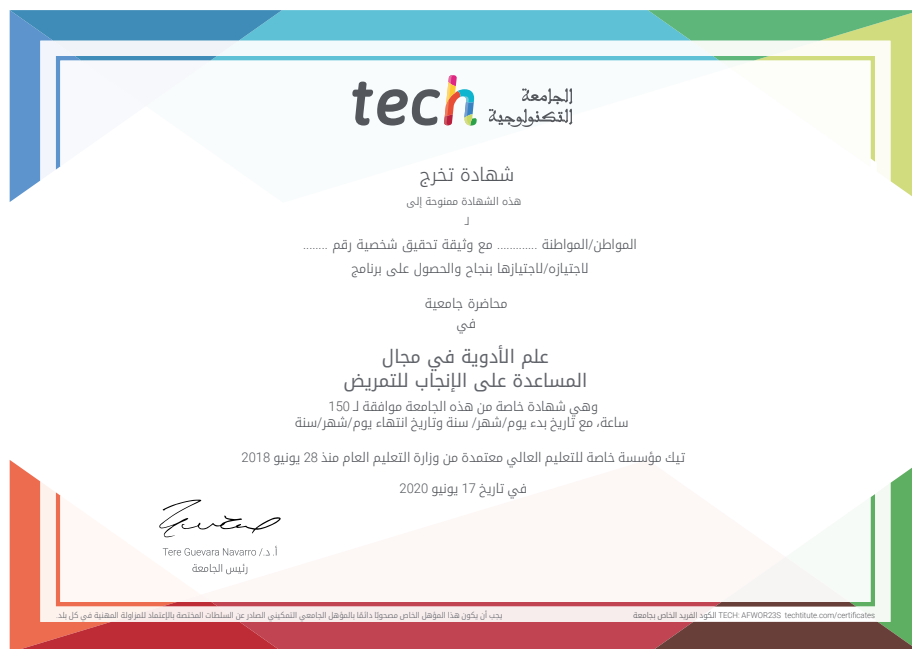 tech الجامعة
التكنولوجية
شهادة تخرج
هذه الشهادة ممنوحة إلى
لـ
المواطن/المواطنة ............ مع وثيقة تحقيق شخصية رقم ........
لاجتيازه/لاجتيازها بنجاح والحصول على برنامج
محاضرة جامعية
في
علم الأدوية في مجال
المساعدة على الإنجاب للتمريض
وهي شهادة خاصة من هذه الجامعة موافقة لـ 150
ساعة، مع تاريخ بدء يوم/شهر/ سنة وتاريخ انتهاء يوم/شهر/سنة
تيك مؤسسة خاصة للتعليم العالي معتمدة من وزارة التعليم العام منذ 28 يونيو 2018
في تاريخ 17 يونيو 2020
أ. د./ Tere Guevara Navarro
رئيس الجامعة
يجب أن يكون هذا المؤهل الخاص مصحوبًا دائمًا بالمؤهل الجامعي التمكيني الصادر عن السلطات المختصة بالإعتماد للمزاولة المهنية في كل بلد.
الكود الفريد الخاص بجامعة TECH: AFWOR23S techtitute.com/certificates